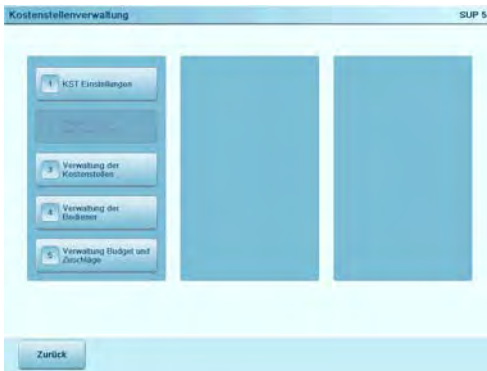 Kostenstellenverwaltung
SUP 5
1 KST Einstellungen
3 Verwaltung der
Kostenstellen
4 Verwaltung der
Bediener
5 Verwaltung Budget und
Zuschläge
Zurück